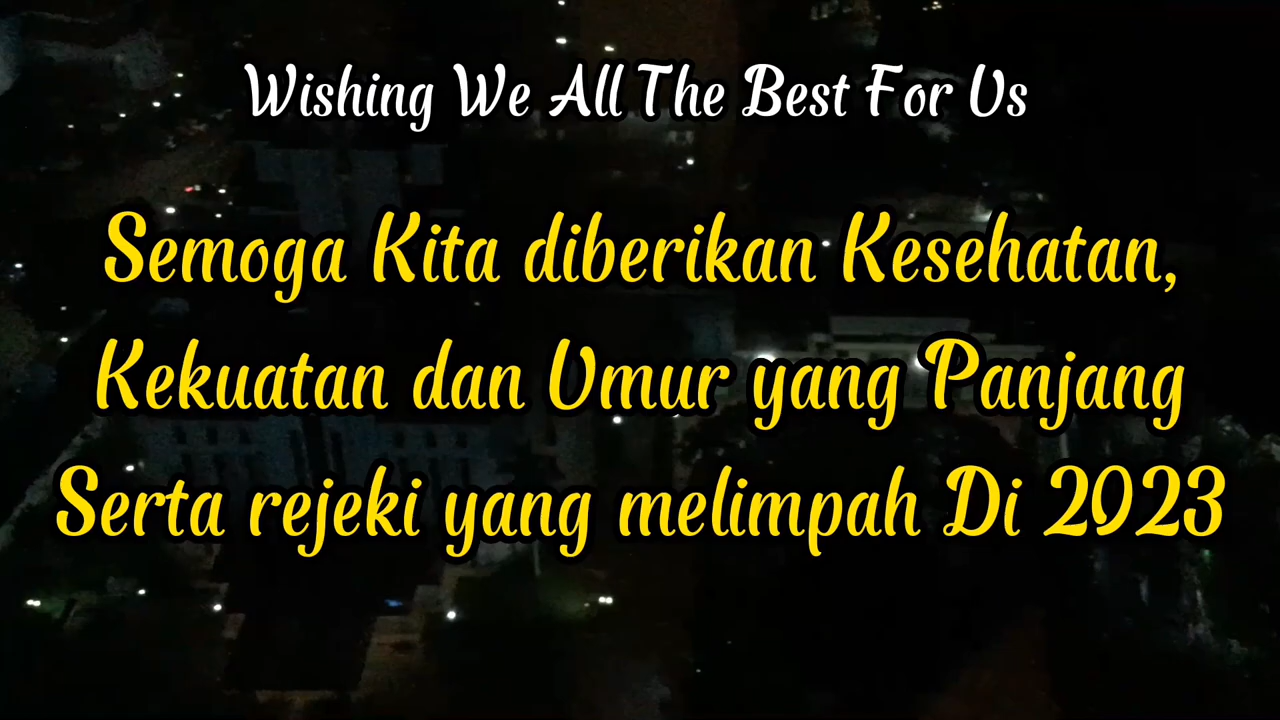 Wishing We All The Best For Us
Semoga Kita diberikan Kesehatan,
Kekuatan dan Umur yang Panjang
Serta rejeki yang melimpah Di 2023